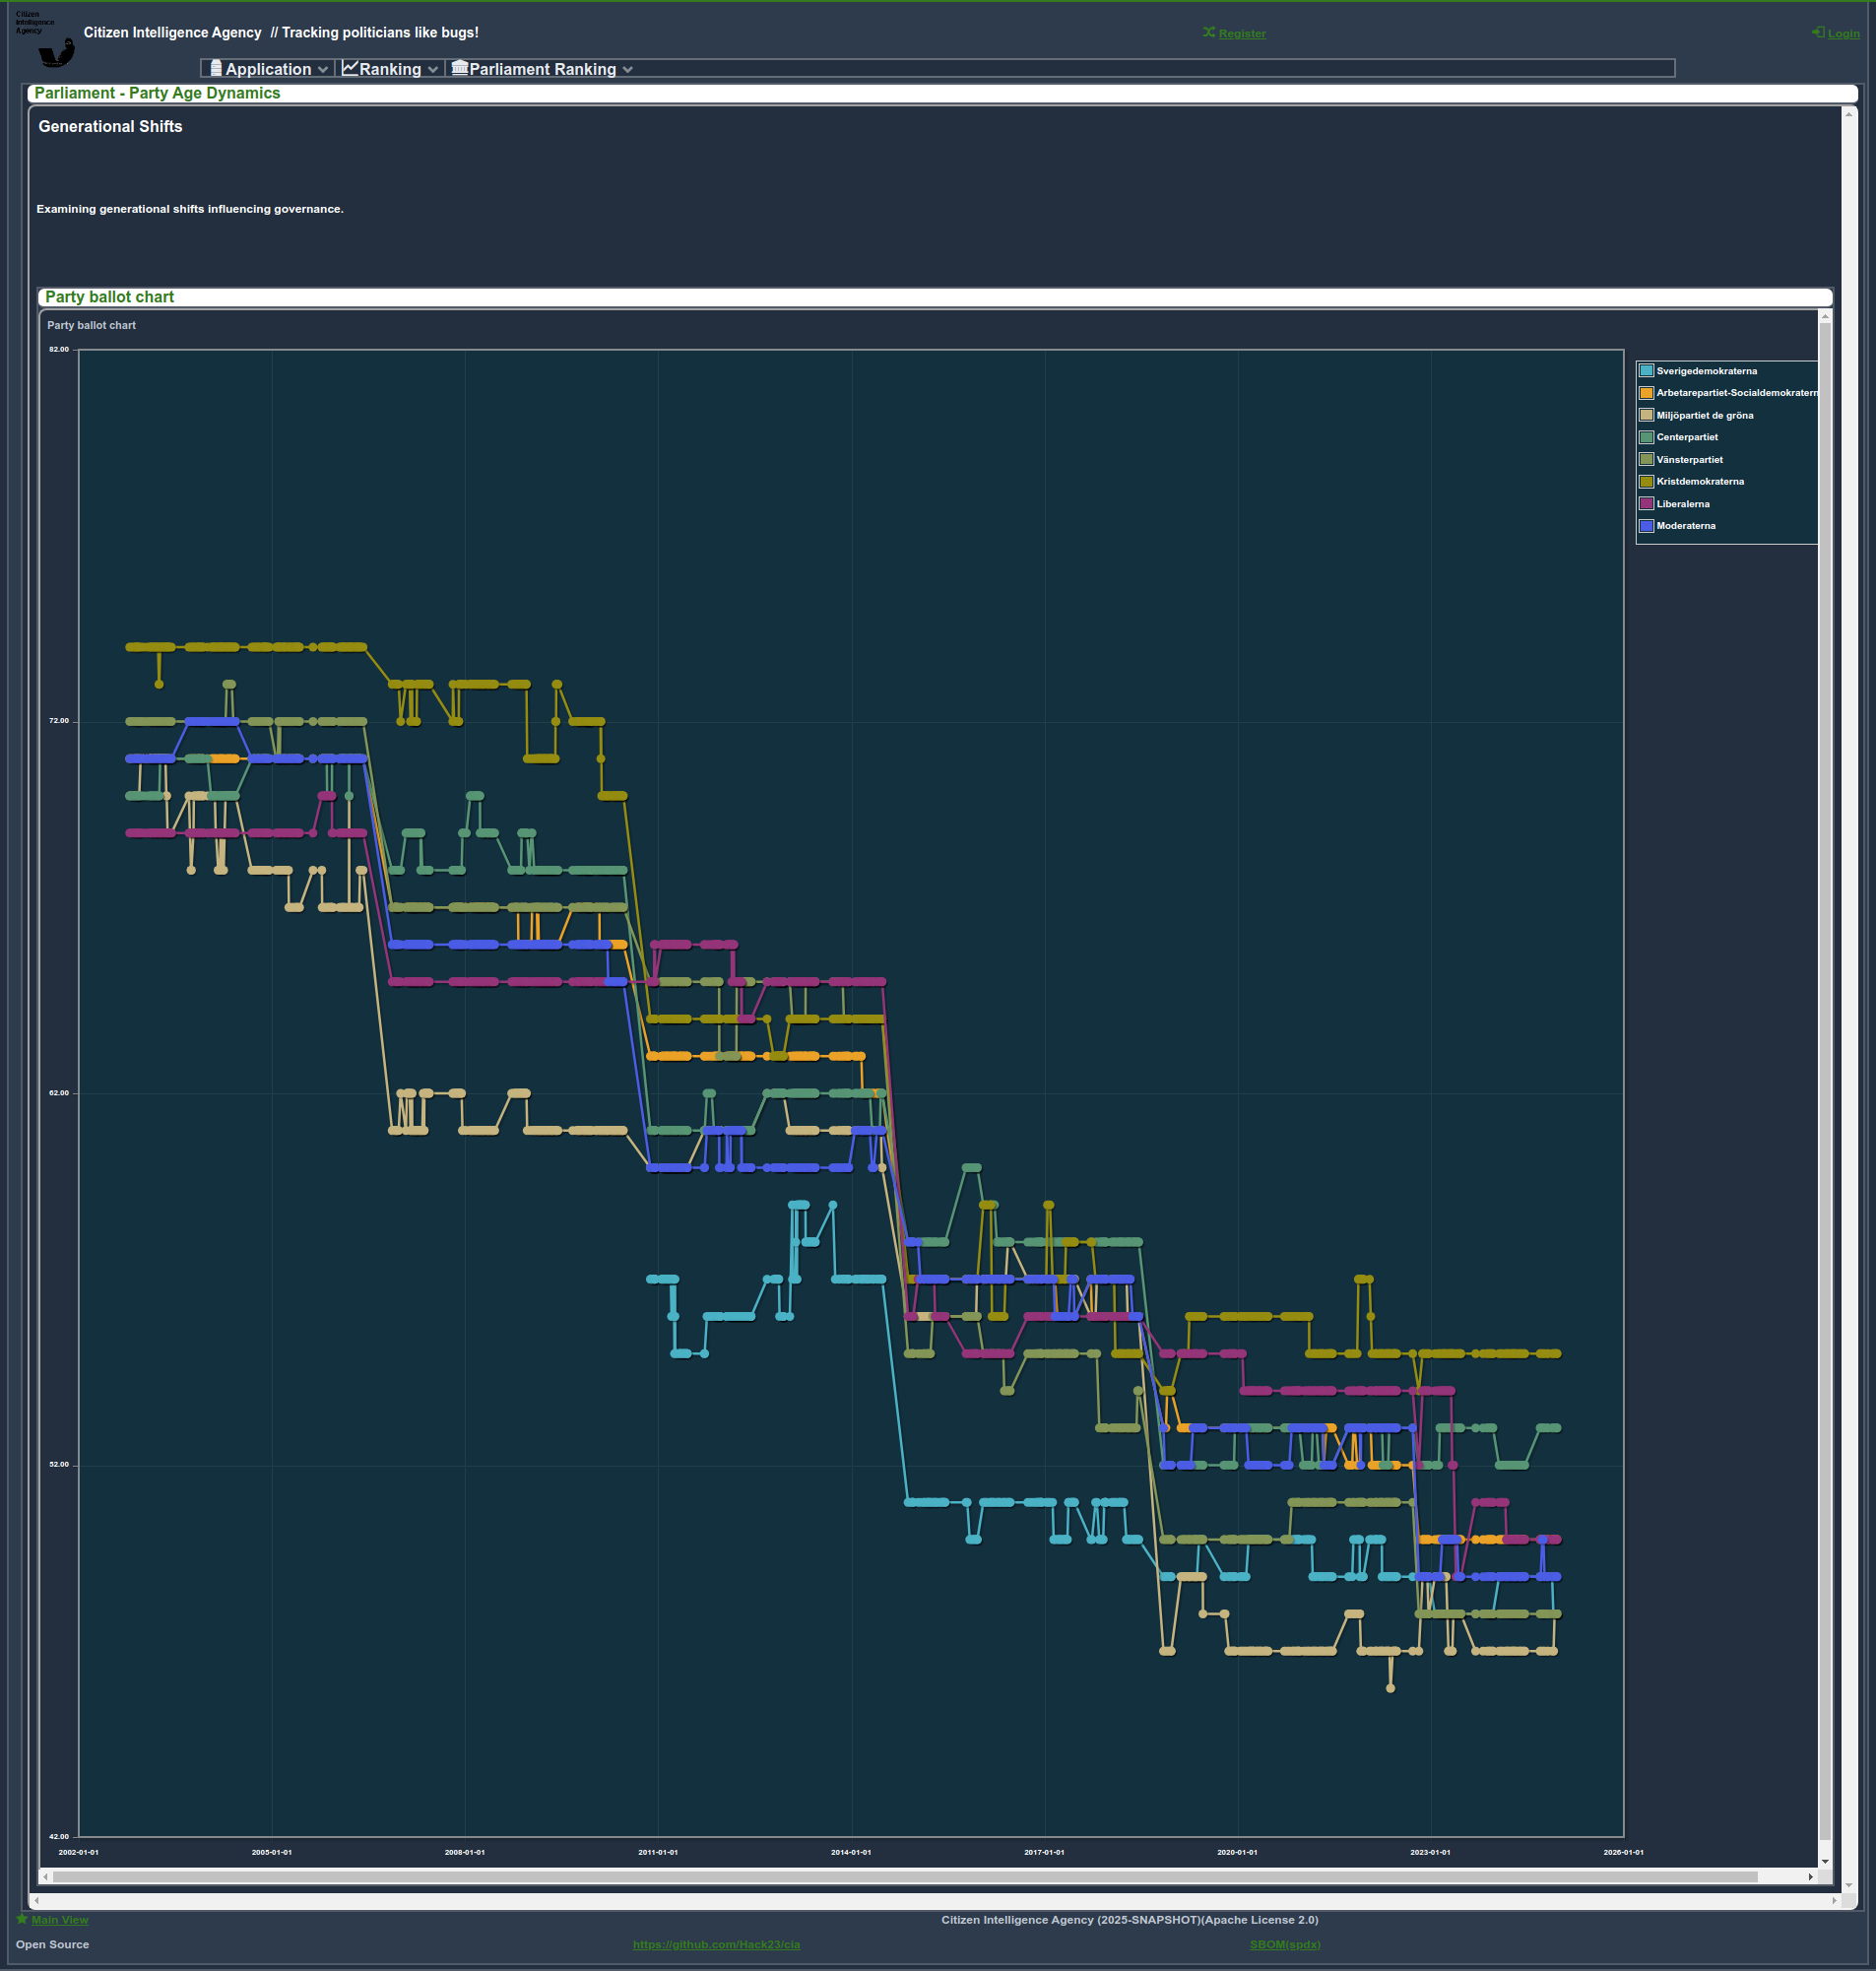 Citizen
Intelligence
Agency
Citizen Intelligence Agency // Tracking politicians like bugs!
Register
Login
Application
Ranking
Parliament Ranking
Parliament - Party Age Dynamics
Generational Shifts
Examining generational shifts influencing governance.
Party ballot chart
Party ballot chart
82.00
72.00
62.00
52.00
42.00
2002-01-01
2005-01-01
2008-01-01
2011-01-01
2014-01-01
2017-01-01
2020-01-01
2023-01-01
2026-01-01
Sverigedemokraterna
Arbetarepartiet-Socialdemokratern
Miljöpartiet de gröna
Centerpartiet
Vänsterpartiet
Kristdemokraterna
Liberalerna
Moderaterna
Main View
Citizen Intelligence Agency (2025-SNAPSHOT)(Apache License 2.0)
Open Source
https://github.com/Hack23/cia
SBOM(spdx)